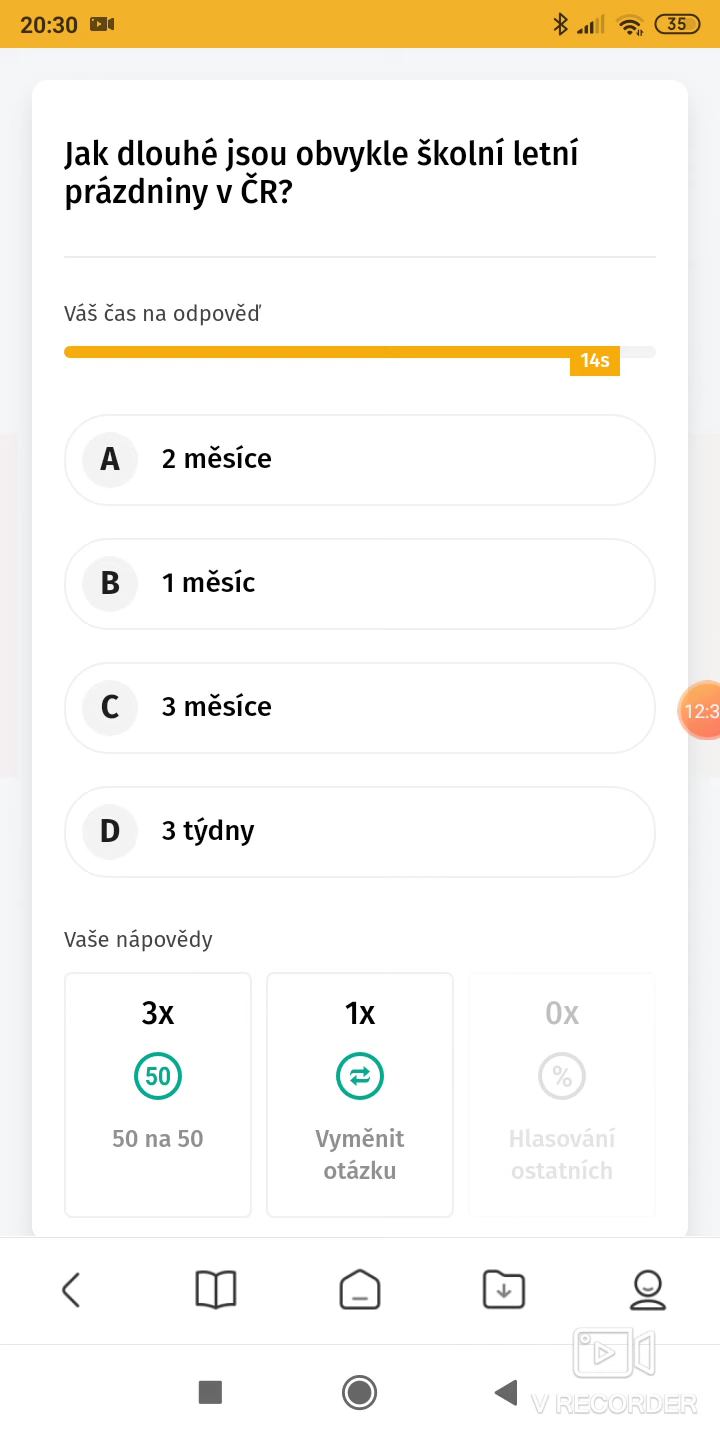 20:30
35
Jak dlouhé jsou obvykle školní letní
prázdniny v ČR?
Váš čas na odpověď
14s
A 2 měsíce
B 1 měsíc
C 3 měsíce
12:3
D 3 týdny
Vaše nápovědy
3x 1x 0x
50 %
50 na 50 Vyměnit Hlasování
otázku ostatních
V RECORDER